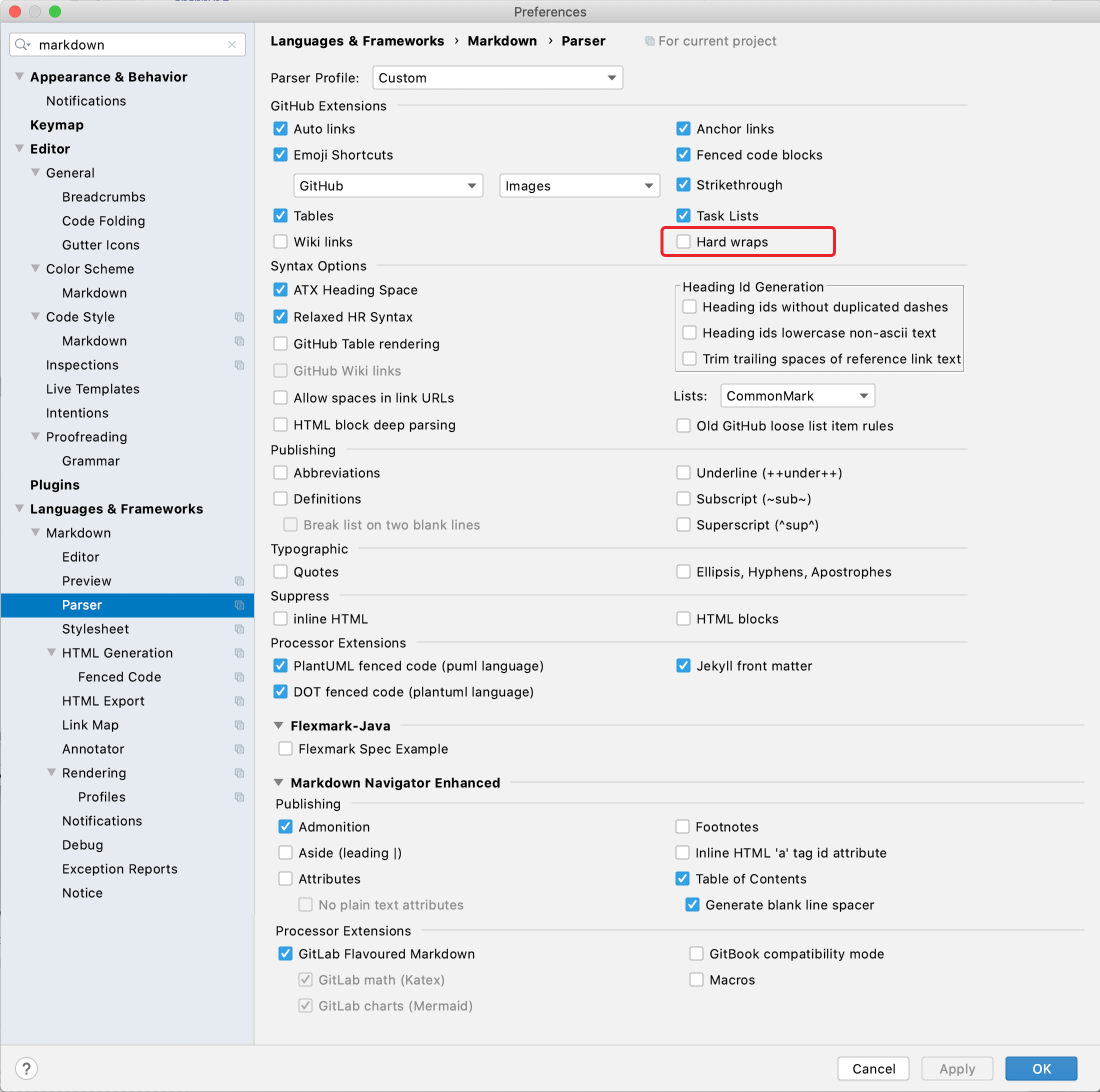 Preferences
markdown
Appearance & Behavior
Notifications
Keymap
Editor
General
Breadcrumbs
Code Folding
Gutter Icons
Color Scheme
Markdown
Code Style
Markdown
Inspections
Live Templates
Intentions
Proofreading
Grammar
Plugins
Languages & Frameworks
Markdown
Editor
Preview
Parser
Stylesheet
HTML Generation
Fenced Code
HTML Export
Link Map
Annotator
Rendering
Profiles
Notifications
Debug
Exception Reports
Notice
Languages & Frameworks › Markdown › Parser For current project
Parser Profile: Custom
GitHub Extensions
Auto links Anchor links
Emoji Shortcuts Fenced code blocks
GitHub Images Strikethrough
Tables Task Lists
Wiki links Hard wraps
Syntax Options
ATX Heading Space Heading Id Generation
Relaxed HR Syntax Heading ids without duplicated dashes
GitHub Table rendering Heading ids lowercase non-ascii text
GitHub Wiki links Trim trailing spaces of reference link text
Allow spaces in link URLs Lists: CommonMark
HTML block deep parsing Old GitHub loose list item rules
Publishing
Abbreviations Underline (++under++)
Definitions Subscript (~sub~)
Break list on two blank lines Superscript (^sup^)
Typographic
Quotes Ellipsis, Hyphens, Apostrophes
Suppress
inline HTML HTML blocks
Processor Extensions
PlantUML fenced code (puml language) Jekyll front matter
DOT fenced code (plantuml language)
Flexmark-Java
Flexmark Spec Example
Markdown Navigator Enhanced
Publishing
Admonition Footnotes
Aside (leading |) Inline HTML 'a' tag id attribute
Attributes Table of Contents
No plain text attributes Generate blank line spacer
Processor Extensions
GitLab Flavoured Markdown GitBook compatibility mode
GitLab math (Katex) Macros
GitLab charts (Mermaid)
? Cancel Apply OK